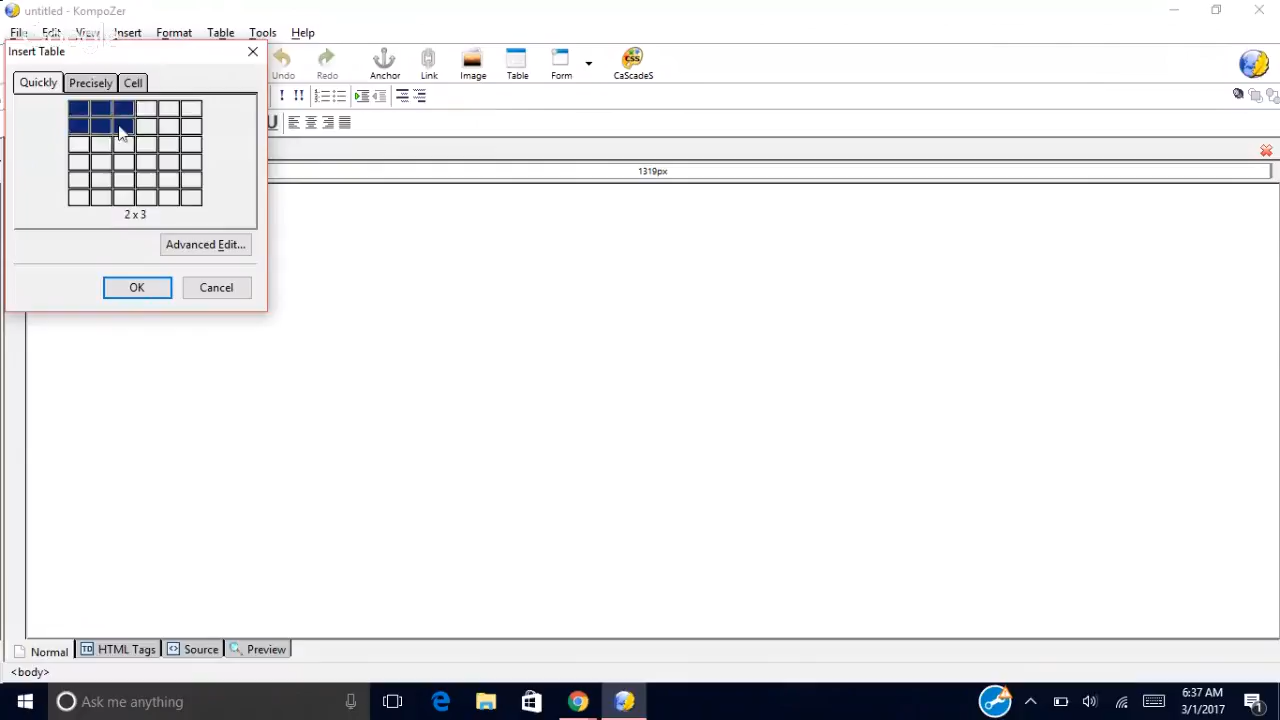 untitled - KompoZer
File Edit View Insert Format Table Tools Help
Insert Table
Undo Redo Anchor Link Image Table Form CaScadeS
Quickly Precisely Cell
1319px
2 x 3
Advanced Edit...
OK Cancel
Normal HTML Tags Source Preview
<body>
Ask me anything
6:37 AM
3/1/2017